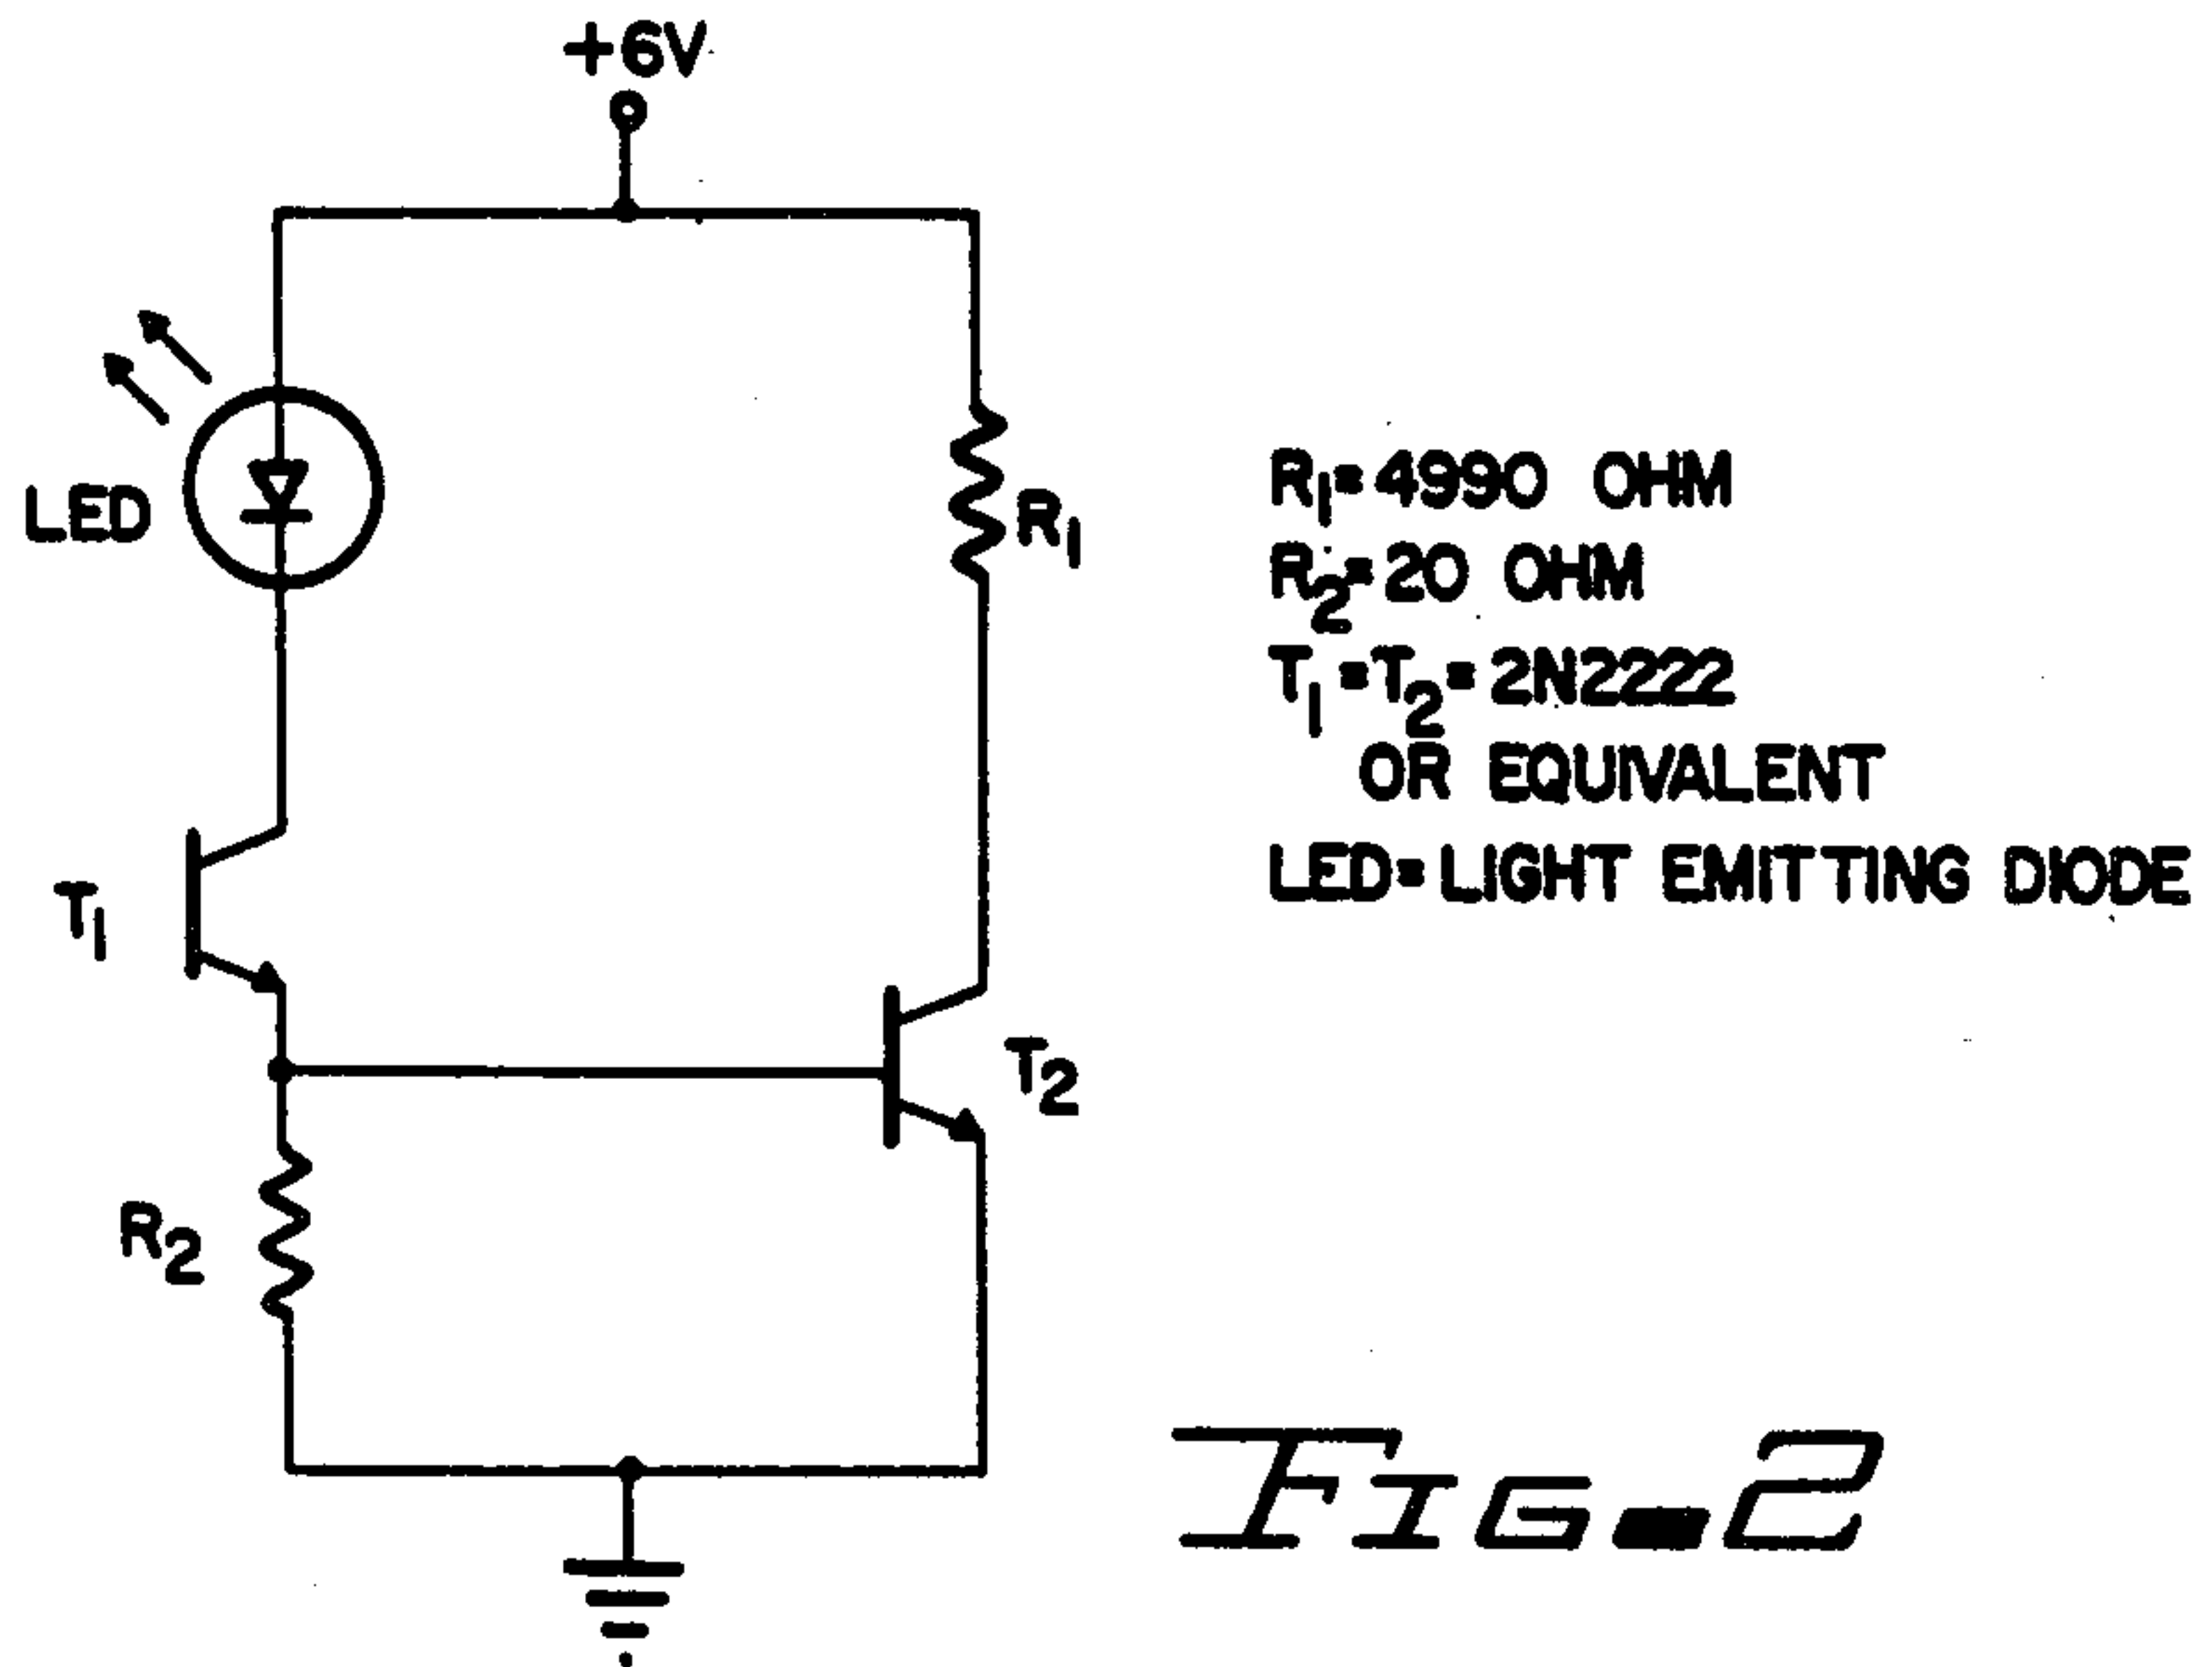 +6V
LED
R1
R1=4990 OHM
R2=20 OHM
T1=T2=2N2222
OR EQUIVALENT
LED=LIGHT EMITTING DIODE
T1
T2
R2
FIG-2